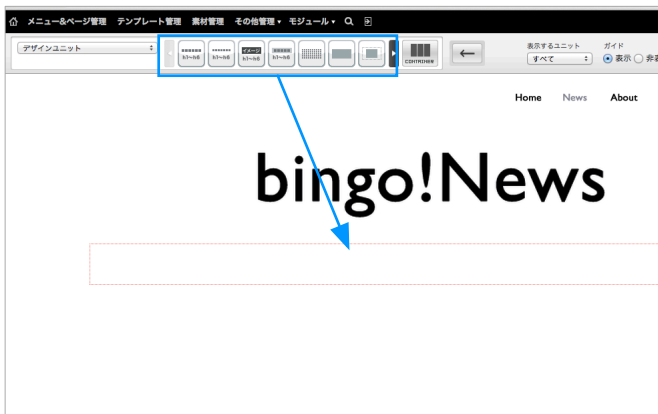 メニュー&ページ管理 テンプレート管理 素材管理 その他管理▼ モジュール▼
デザインユニット
h1~h6 h1~h6 イメージ h1~h6 h1~h6
CONTAINER
表示するユニット
すべて
ガイド
表示 非表
Home News About
bingo!News